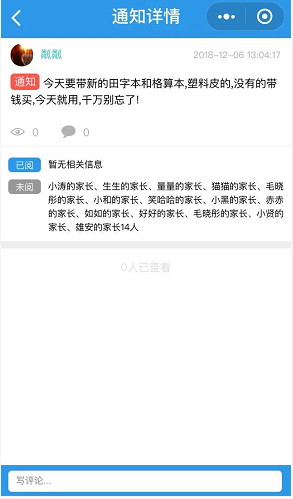 通知详情
飄飄
2018-12-06 13:04:17
通知 今天要带新的田字本和格算本,塑料皮的,没有的带
钱买,今天就用,千万别忘了!
0
0
已阅 暂无相关信息
未阅 小涛的家长、生生的家长、量量的家长、猫猫的家长、毛晓
彤的家长、小和的家长、笑哈哈的家长、小黑的家长、赤赤
的家长、如如的家长、好好的家长、毛晓彤的家长、小贤的
家长、雄安的家长14人
0人已查看
写评论...